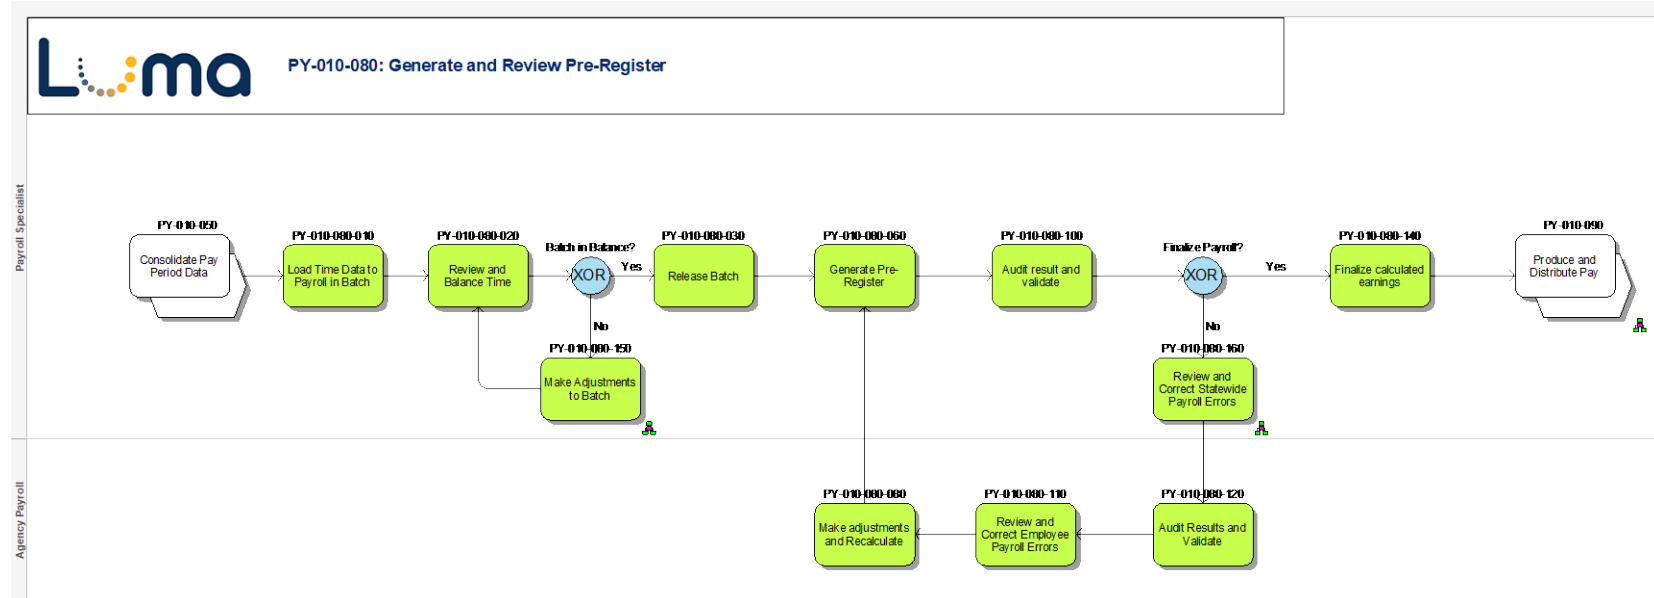 Luma
PY-010-080: Generate and Review Pre-Register
Payroll Specialist
PY-010-050
Consolidate Pay
Period Data
PY-010-080-010
Load Time Data to
Payroll in Batch
PY-010-080-020
Review and
Balance Time
Batch in Balance?
XOR
Yes
No
PY-010-080-150
Make Adjustments
to Batch
PY-010-080-030
Release Batch
PY-010-080-060
Generate Pre-
Register
PY-010-080-100
Audit result and
validate
Finalize Payroll?
XOR
Yes
No
PY-010-080-160
Review and
Correct Statewide
Payroll Errors
PY-010-080-140
Finalize calculated
earnings
PY-010-090
Produce and
Distribute Pay
Agency Payroll
PY-010-080-080
Make adjustments
and Recalculate
PY-010-080-110
Review and
Correct Employee
Payroll Errors
PY-010-080-120
Audit Results and
Validate